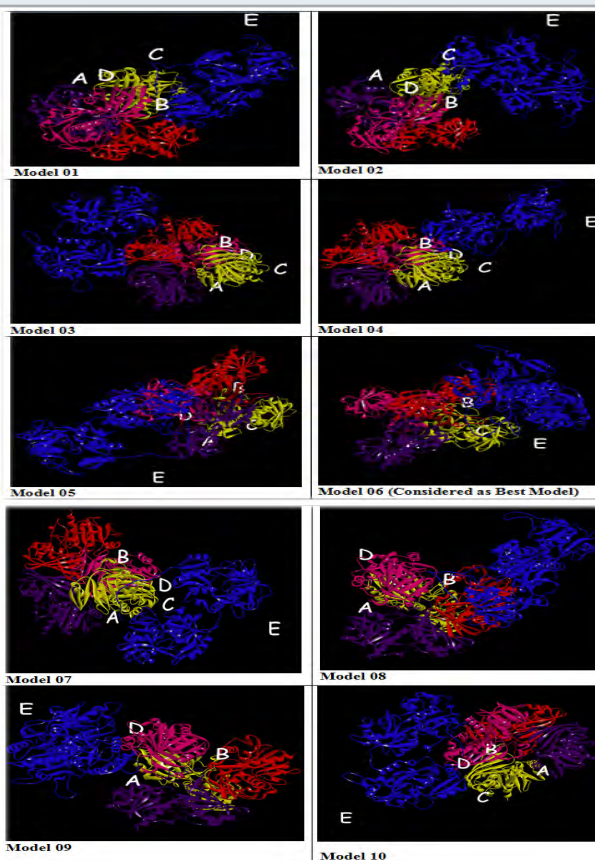 E
E
C
C
A
D
A
D
B
B
Model 01
Model 02
E
B
D
C
A
B
D
C
A
Model 03
Model 04
B
D
C
A
B
C
E
E
Model 05
Model 06 (Considered as Best Model)
B
D
C
A
E
D
B
A
Model 07
Model 08
E
D
B
A
B
D
A
C
E
Model 09
Model 10